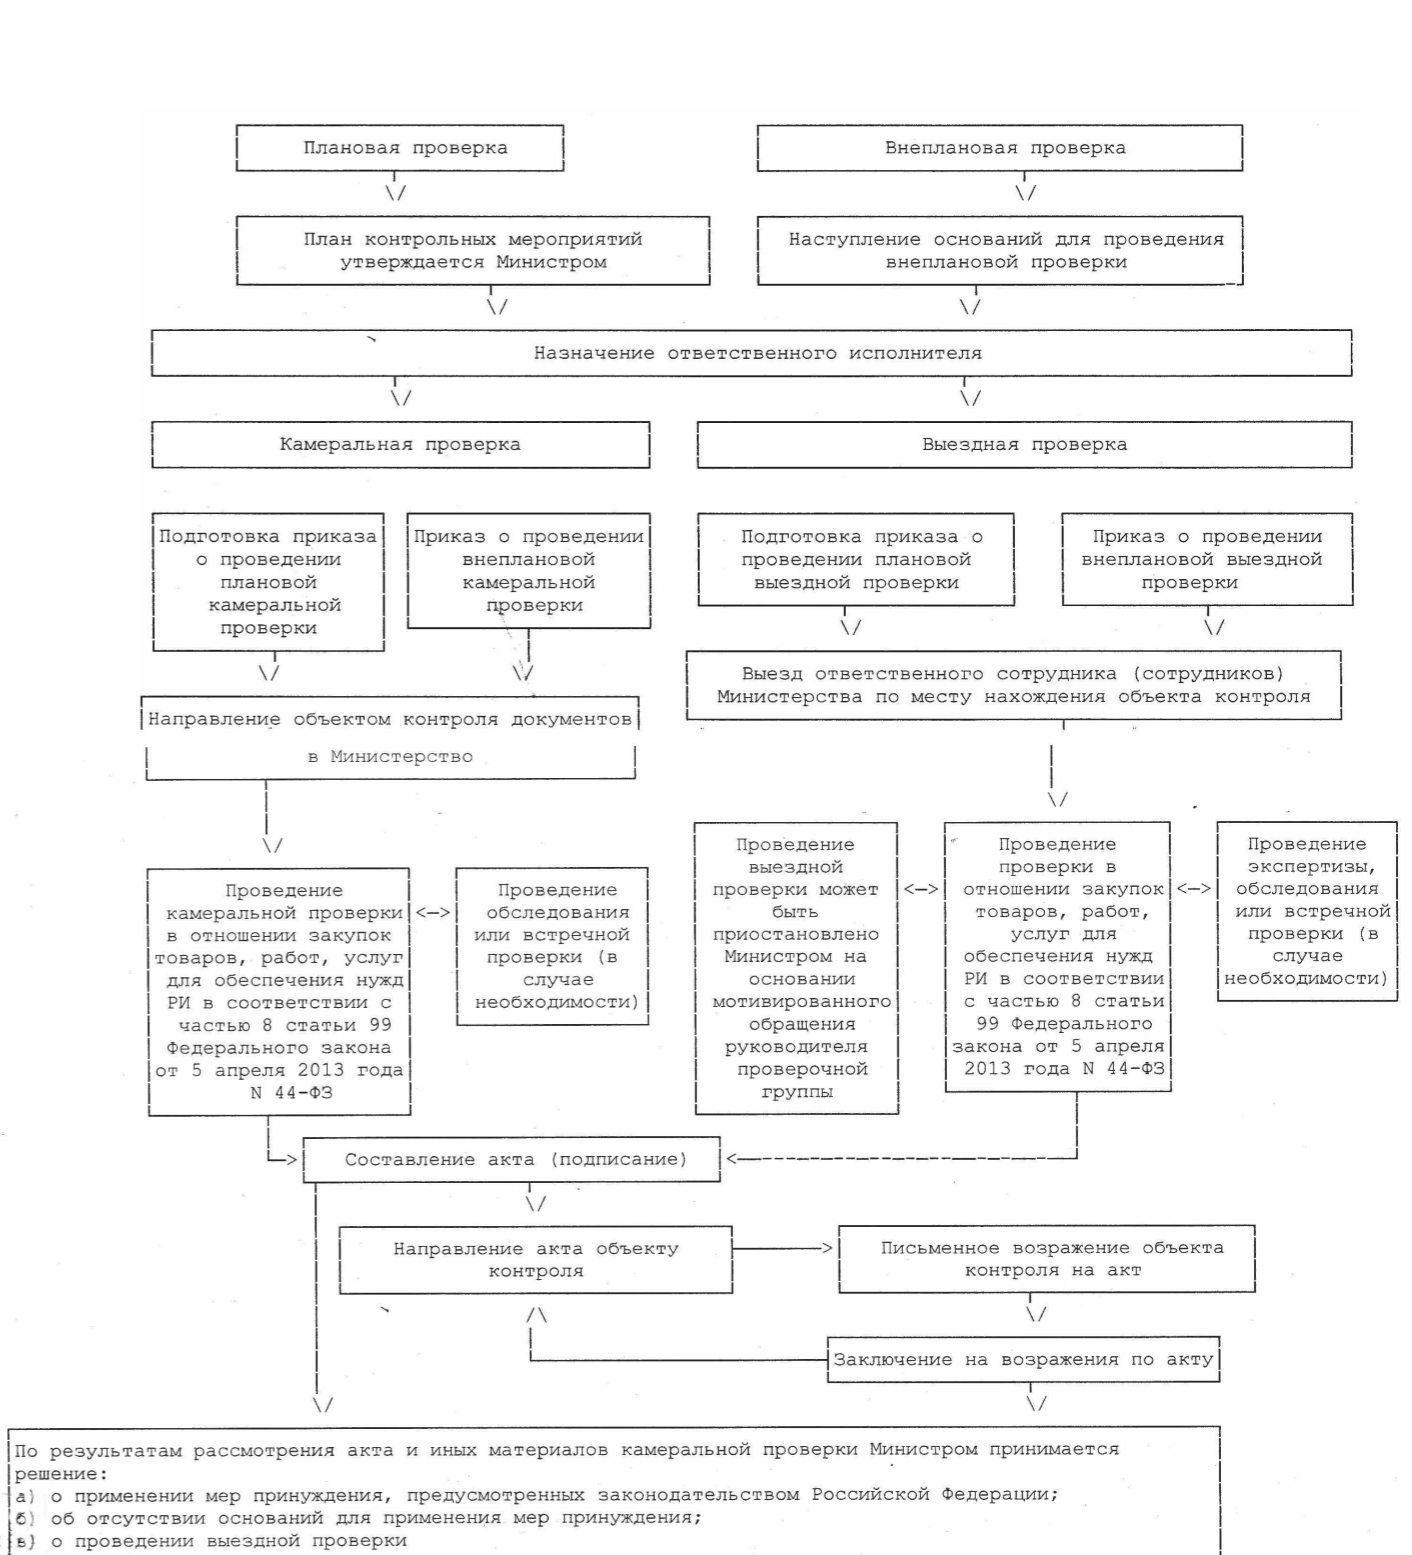 Плановая проверка
Внеплановая проверка
План контрольных мероприятий
утверждается Министром
Наступление оснований для проведения
внеплановой проверки
Назначение ответственного исполнителя
Камеральная проверка
Выездная проверка
Подготовка приказа
о проведении
плановой
камеральной
проверки
Приказ о проведении
внеплановой
камеральной
проверки
Подготовка приказа о
проведении плановой
выездной проверки
Приказ о проведении
внеплановой выездной
проверки
Направление объектом контроля документов
в Министерство
Выезд ответственного сотрудника (сотрудников)
Министерства по месту нахождения объекта контроля
Проведение
камеральной проверки
в отношении закупок
товаров, работ, услуг
для обеспечения нужд
РИ в соответствии с
частью 8 статьи 99
Федерального закона
от 5 апреля 2013 года
N 44-ФЗ
Проведение
обследования
или встречной
проверки (в
случае
необходимости)
Проведение
выездной
проверки может
быть
приостановлено
Министром на
основании
мотивированного
обращения
руководителя
проверочной
группы
Проведение
проверки в
отношении закупок
товаров, работ,
услуг для
обеспечения нужд
РИ в соответствии
с частью 8 статьи
99 Федерального
закона от 5 апреля
2013 года N 44-ФЗ
Проведение
экспертизы,
обследования
или встречной
проверки (в
случае
необходимости)
Составление акта (подписание)
Направление акта объекту
контроля
Письменное возражение объекта
контроля на акт
Заключение на возражения по акту
По результатам рассмотрения акта и иных материалов камеральной проверки Министром принимается
решение:
а) о применении мер принуждения, предусмотренных законодательством Российской Федерации;
б) об отсутствии оснований для применения мер принуждения;
в) о проведении выездной проверки